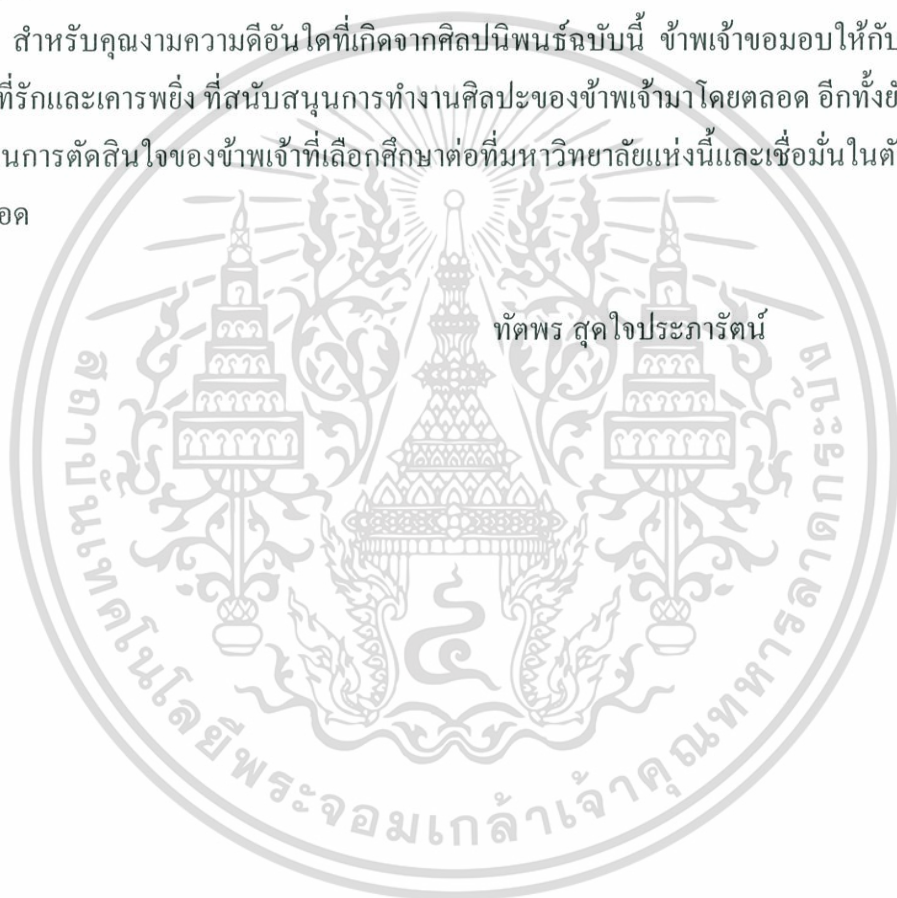 สำหรับคุณงามความดีอันใดที่เกิดจากศิลปนิพนธ์ฉบับนี้ ข้าพเจ้าขอมอบให้กับ
ที่รักและเคารพยิ่ง ที่สนับสนุนการทำงานศิลปะของข้าพเจ้ามาโดยตลอด อีกทั้งยั
นการตัดสินใจของข้าพเจ้าที่เลือกศึกษาต่อที่มหาวิทยาลัยแห่งนี้และเชื่อมั่นในตั
อด
ทัตพร สุดใจประภารัตน์
สถาบันเทคโนโลยีพระจอมเกล้าเจ้าคุณทหารลาดกระบัง